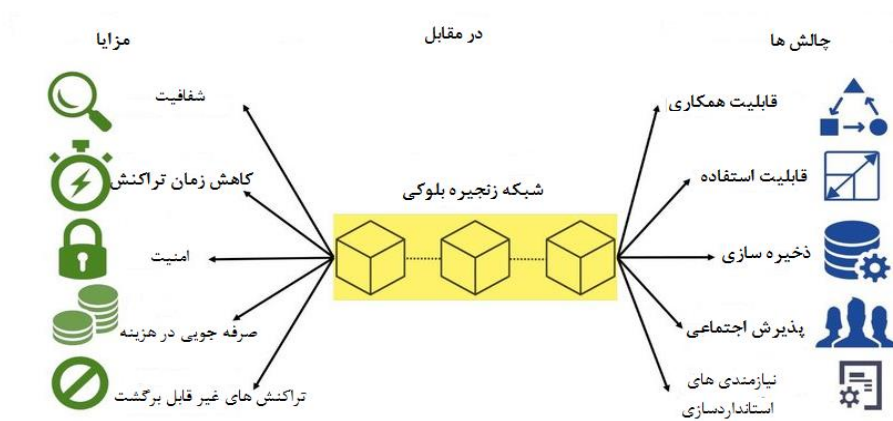 چالش ها
در مقابل
مزایا
قابلیت همکاری
قابلیت استفاده
ذخیره سازی
پذیرش اجتماعی
نیازمندی های
استانداردسازی
شبکه زنجیره بلوکی
شفافیت
کاهش زمان تراکنش
امنیت
صرفه جویی در هزینه
تراکنش های غیر قابل برگشت